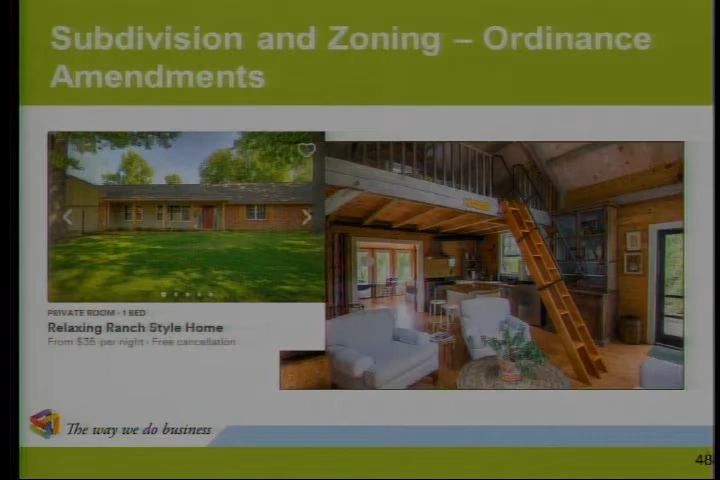 Subdivision and Zoning – Ordinance
Amendments
PRIVATE ROOM · 1 BED
Relaxing Ranch Style Home
From $35 per night · Free cancellation
The way we do business
48